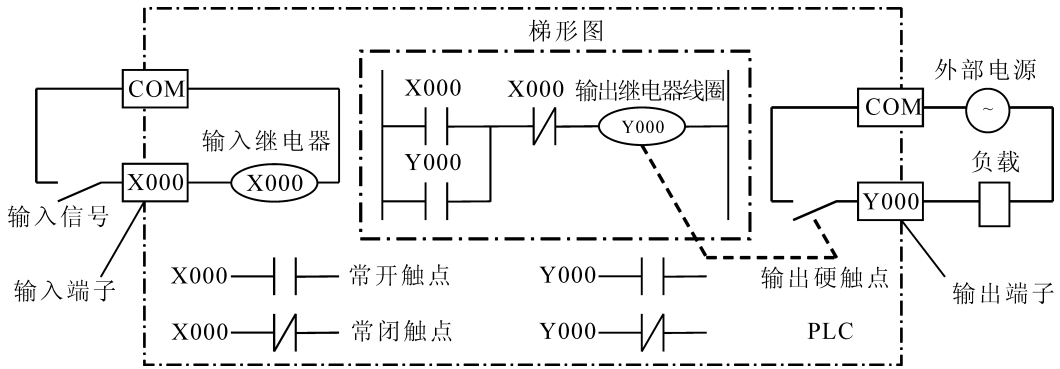 梯形图
外部电源
COM
X000
X000
输出继电器线圈
COM
~
输入继电器
Y000
Y000
负载
X000
X000
Y000
输入信号
X000
常开触点
Y000
输出硬触点
输入端子
输出端子
X000
常闭触点
Y000
PLC